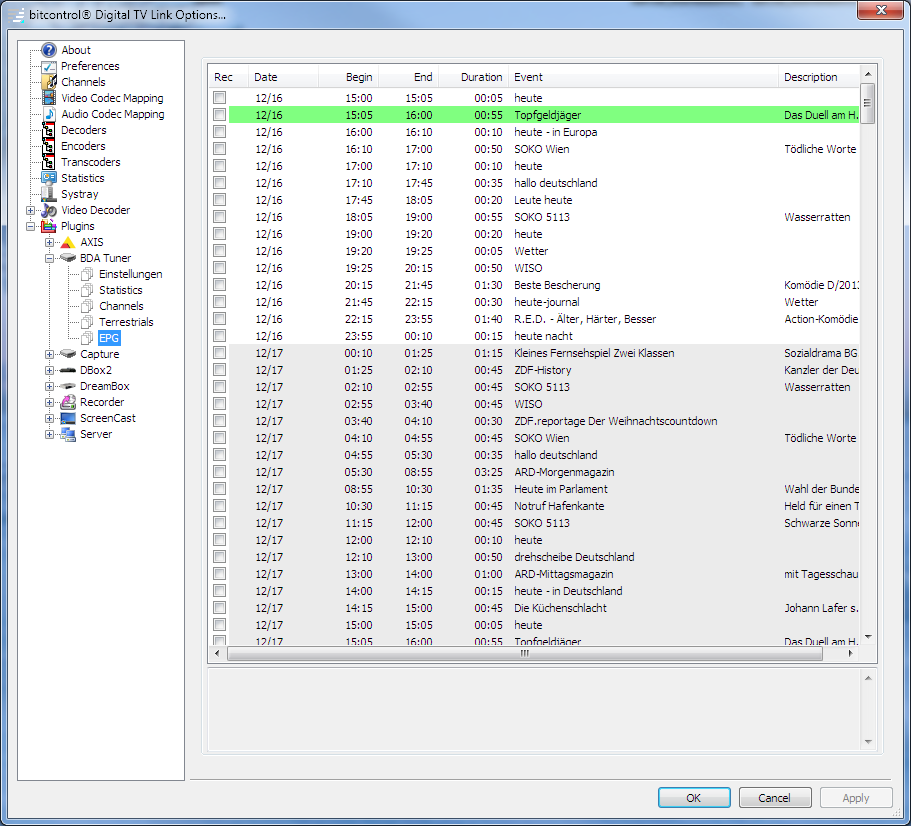 bitcontrol® Digital TV Link Options...
About
Preferences
Channels
Video Codec Mapping
Audio Codec Mapping
Decoders
Encoders
Transcoders
Statistics
Systray
Video Decoder
Plugins
AXIS
BDA Tuner
Einstellungen
Statistics
Channels
Terrestrials
EPG
Capture
DBox2
DreamBox
Recorder
ScreenCast
Server
Rec Date Begin End Duration Event Description
12/16 15:00 15:05 00:05 heute
12/16 15:05 16:00 00:55 Topfgeldjäger Das Duell am H.
12/16 16:00 16:10 00:10 heute - in Europa
12/16 16:10 17:00 00:50 SOKO Wien Tödliche Worte
12/16 17:00 17:10 00:10 heute
12/16 17:10 17:45 00:35 hallo deutschland
12/16 17:45 18:05 00:20 Leute heute
12/16 18:05 19:00 00:55 SOKO 5113 Wasserratten
12/16 19:00 19:20 00:20 heute
12/16 19:20 19:25 00:05 Wetter
12/16 19:25 20:15 00:50 WISO
12/16 20:15 21:45 01:30 Beste Bescherung Komödie D/201
12/16 21:45 22:15 00:30 heute-journal Wetter
12/16 22:15 23:55 01:40 R.E.D. - Älter, Härter, Besser Action-Komödie
12/16 23:55 00:10 00:15 heute nacht
12/17 00:10 01:25 01:15 Kleines Fernsehspiel Zwei Klassen Sozialdrama BG
12/17 01:25 02:10 00:45 ZDF-History Kanzler der Deu
12/17 02:10 02:55 00:45 SOKO 5113 Wasserratten
12/17 02:55 03:40 00:45 WISO
12/17 03:40 04:10 00:30 ZDF.reportage Der Weihnachtscountdown
12/17 04:10 04:55 00:45 SOKO Wien Tödliche Worte
12/17 04:55 05:30 00:35 hallo deutschland
12/17 05:30 08:55 03:25 ARD-Morgenmagazin
12/17 08:55 10:30 01:35 Heute im Parlament Wahl der Bunde
12/17 10:30 11:15 00:45 Notruf Hafenkante Held für einen T
12/17 11:15 12:00 00:45 SOKO 5113 Schwarze Sonn
12/17 12:00 12:10 00:10 heute
12/17 12:10 13:00 00:50 drehscheibe Deutschland
12/17 13:00 14:00 01:00 ARD-Mittagsmagazin mit Tagesschau
12/17 14:00 14:15 00:15 heute - in Deutschland
12/17 14:15 15:00 00:45 Die Küchenschlacht Johann Lafer s.
12/17 15:00 15:05 00:05 heute
12/17 15:05 16:00 00:55 Topfgeldjäger Das Duell am H.
OK Cancel Apply